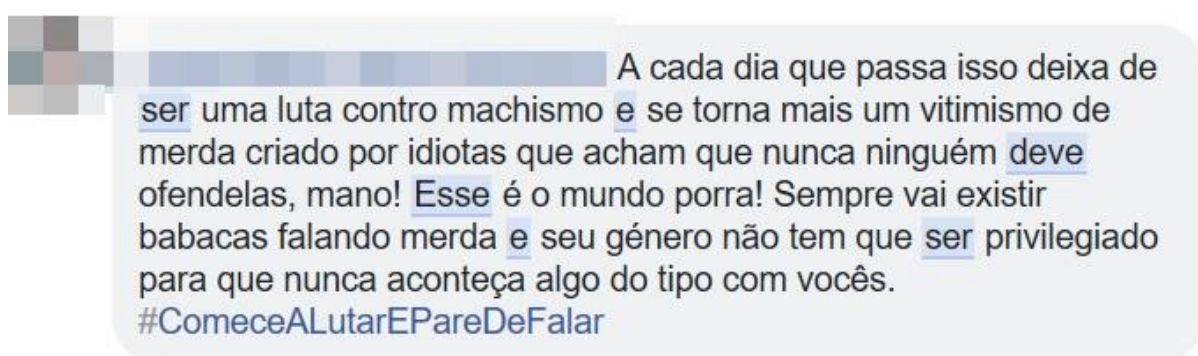 A cada dia que passa isso deixa de
ser uma luta contro machismo e se torna mais um vitimismo de
merda criado por idiotas que acham que nunca ninguém deve
ofendelas, mano! Esse é o mundo porra! Sempre vai existir
babacas falando merda e seu género não tem que ser privilegiado
para que nunca aconteça algo do tipo com vocês.
#ComeceALutarEPareDeFalar